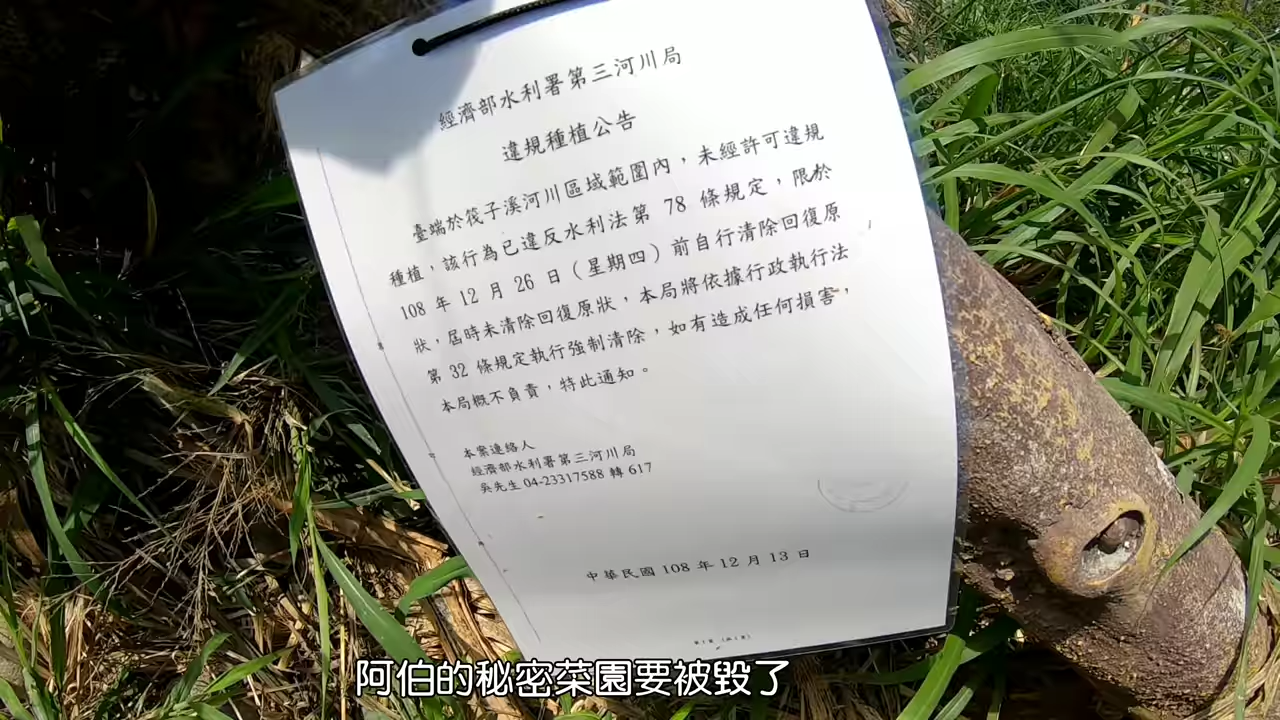 經濟部水利署第三河川局
違規種植公告
臺端於筏子溪河川區域範圍內，未經許可違規
種植，該行為已違反水利法第 78 條規定，限於
108 年 12 月 26 日（星期四）前自行清除回復原
狀，屆時未清除回復原狀，本局將依據行政執行法
第 32 條規定執行強制清除，如有造成任何損害，
本局概不負責，特此通知。
本案連絡人
經濟部水利署第三河川局
吳先生 04-23317588 轉 617
中華民國 108 年 12 月 13 日
第 1 頁（共 1 頁）
阿伯的秘密菜園要被毀了